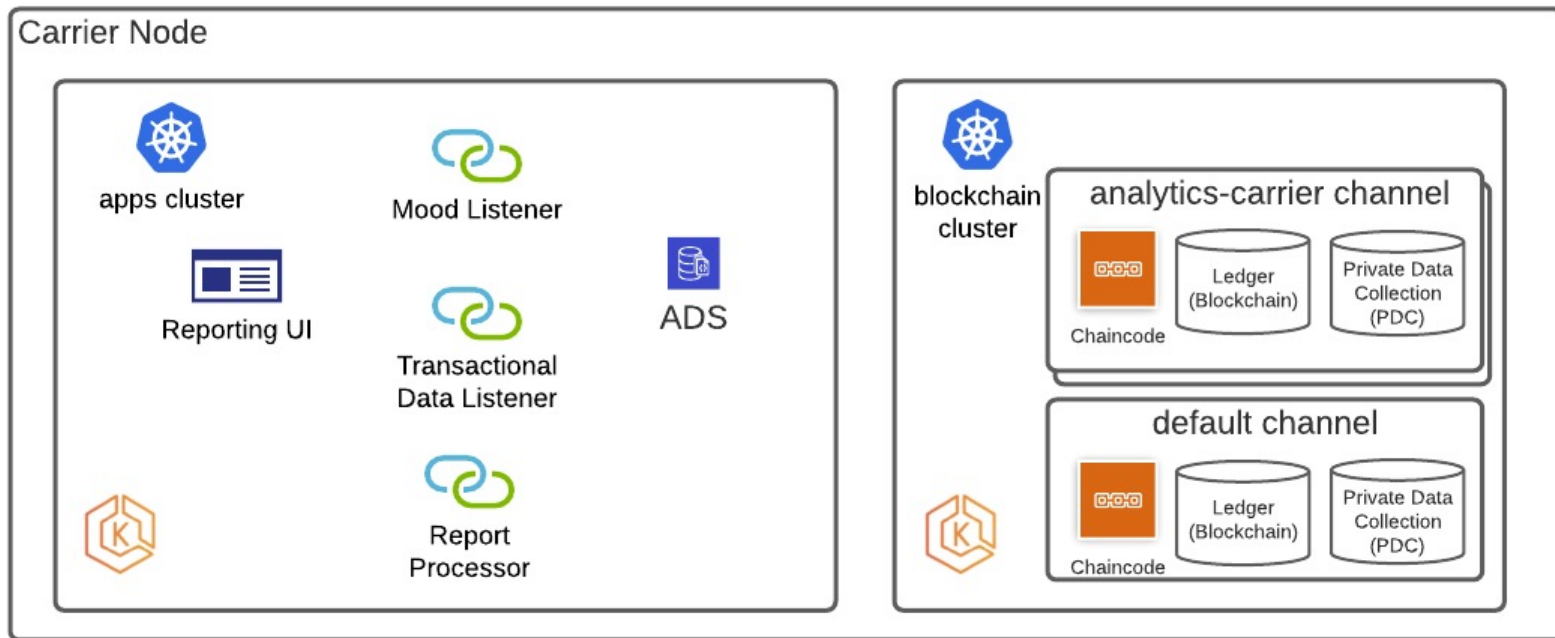 Carrier Node
apps cluster
Reporting UI
Mood Listener
Transactional
Data Listener
Report
Processor
ADS
K
blockchain
cluster
analytics-carrier channel
Chaincode
Ledger
(Blockchain)
Private Data
Collection
(PDC)
default channel
Chaincode
Ledger
(Blockchain)
Private Data
Collection
(PDC)
K